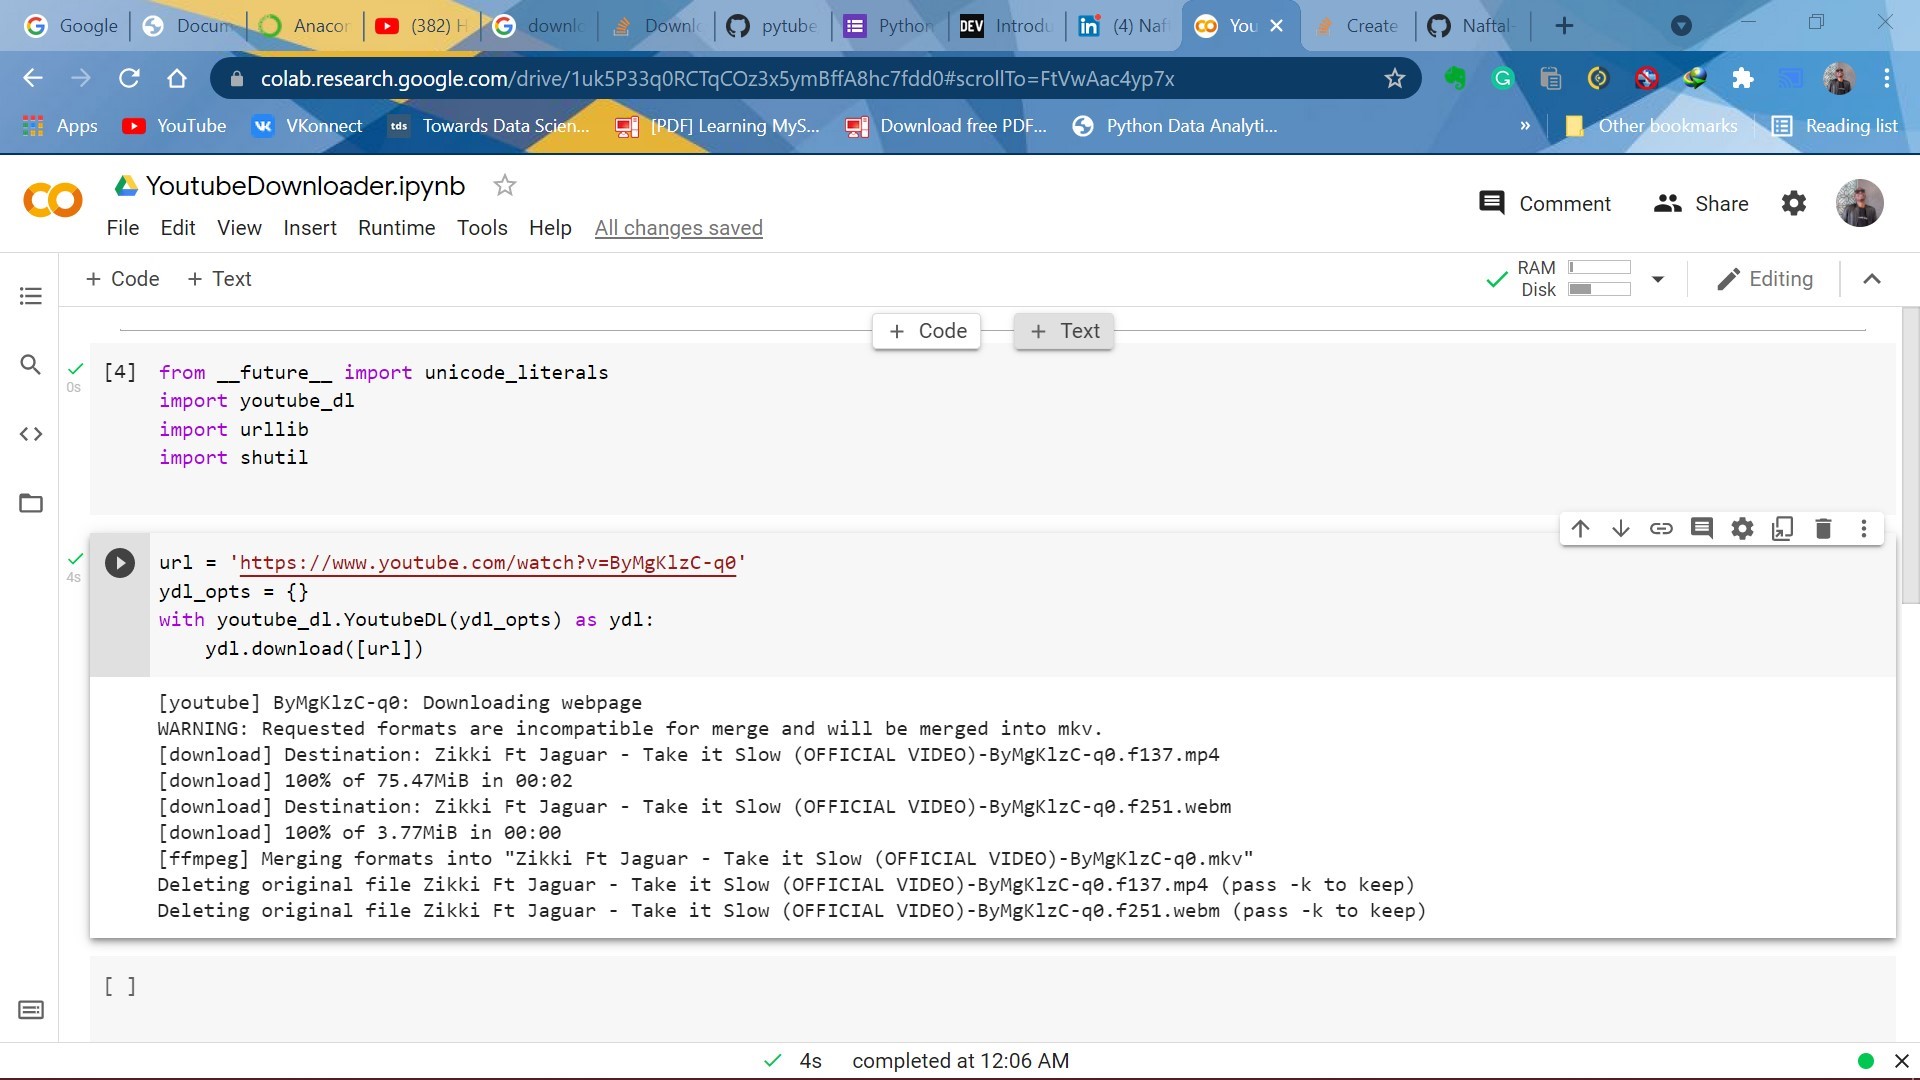 Google
Docum
Anacor
(382) H
downlo
Downlo
pytube
Python
DEV
Introdu
in
(4) Naf
You
Create
Naftal-
colab.research.google.com/drive/1uk5P33q0RCTqCOz3x5ymBffA8hc7fdd0#scrollTo=FtVwAac4yp7x
Apps
YouTube
VKonnect
tds
Towards Data Scien...
[PDF] Learning MyS...
Download free PDF...
Python Data Analyti...
»
Other bookmarks
Reading list
YoutubeDownloader.ipynb
Comment
Share
File Edit View Insert Runtime Tools Help All changes saved
+ Code + Text
RAM
Disk
Editing
+ Code
+ Text
[4] from __future__ import unicode_literals
0s
import youtube_dl
import urllib
import shutil
url = 'https://www.youtube.com/watch?v=ByMgKlzC-q0'
4s
ydl_opts = {}
with youtube_dl.YoutubeDL(ydl_opts) as ydl:
ydl.download([url])
[youtube] ByMgKlzC-q0: Downloading webpage
WARNING: Requested formats are incompatible for merge and will be merged into mkv.
[download] Destination: Zikki Ft Jaguar - Take it Slow (OFFICIAL VIDEO)-ByMgKlzC-q0.f137.mp4
[download] 100% of 75.47MiB in 00:02
[download] Destination: Zikki Ft Jaguar - Take it Slow (OFFICIAL VIDEO)-ByMgKlzC-q0.f251.webm
[download] 100% of 3.77MiB in 00:00
[ffmpeg] Merging formats into "Zikki Ft Jaguar - Take it Slow (OFFICIAL VIDEO)-ByMgKlzC-q0.mkv"
Deleting original file Zikki Ft Jaguar - Take it Slow (OFFICIAL VIDEO)-ByMgKlzC-q0.f137.mp4 (pass -k to keep)
Deleting original file Zikki Ft Jaguar - Take it Slow (OFFICIAL VIDEO)-ByMgKlzC-q0.f251.webm (pass -k to keep)
[ ]
4s completed at 12:06 AM